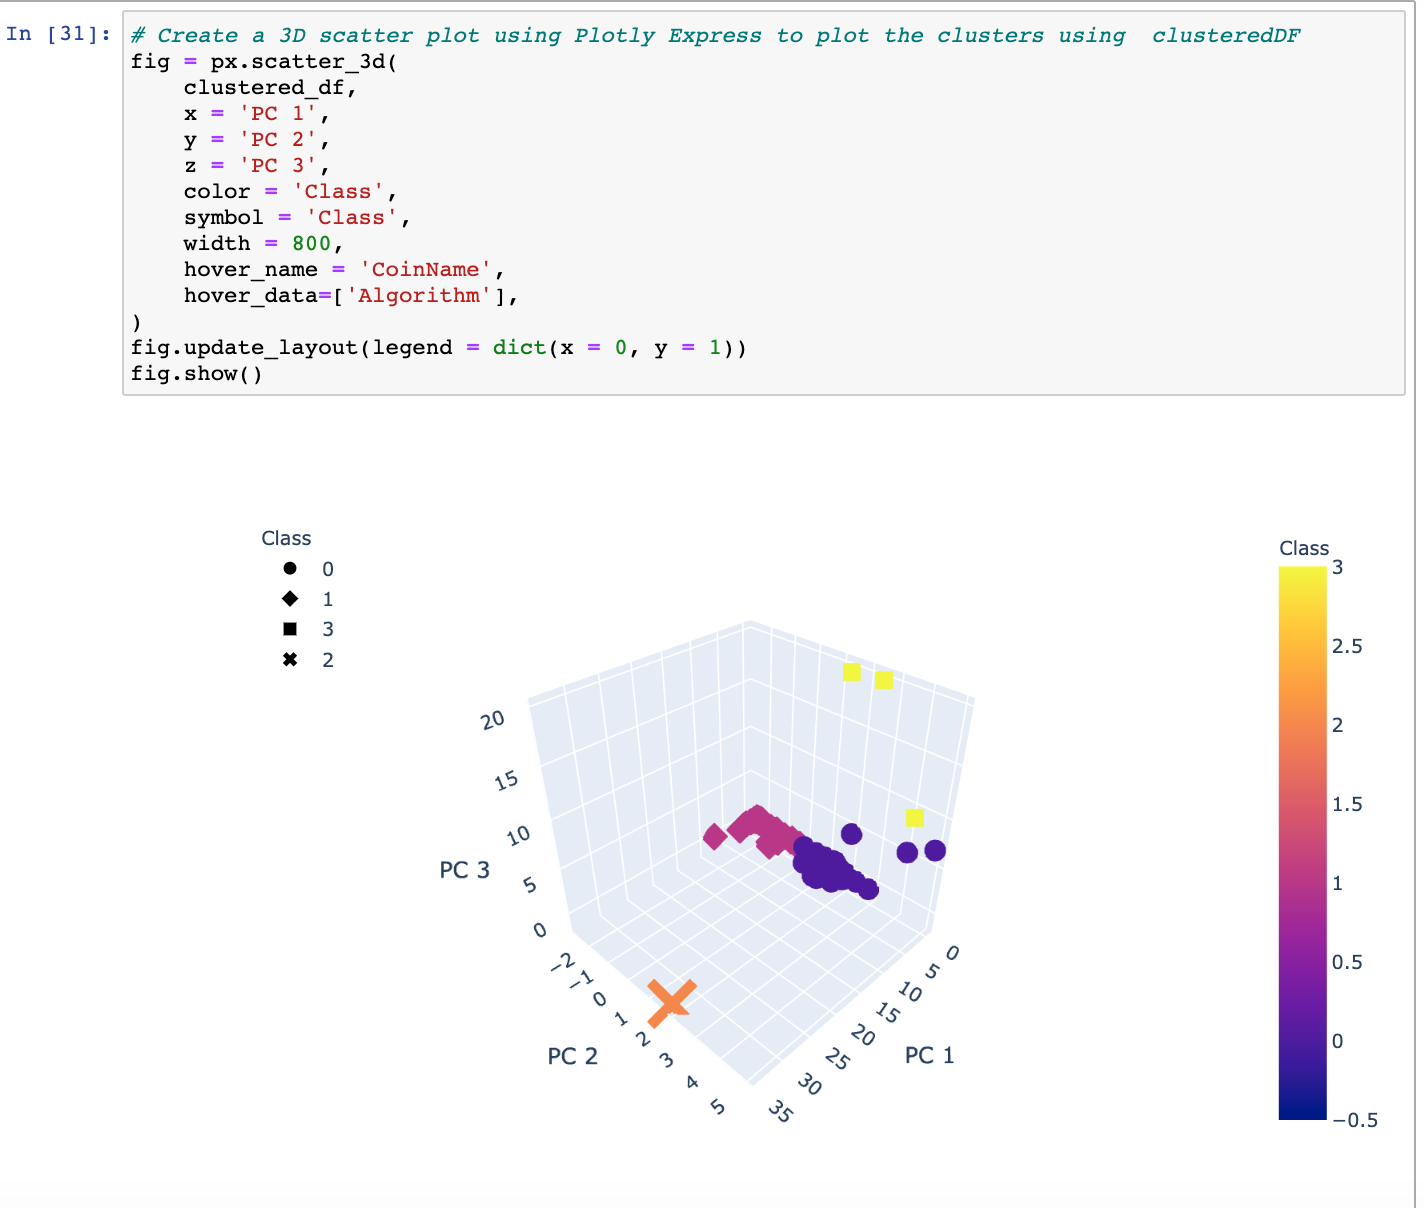 In [31]:
# Create a 3D scatter plot using Plotly Express to plot the clusters using  clusteredDF
fig = px.scatter_3d(
    clustered_df,
    x = 'PC 1',
    y = 'PC 2',
    z = 'PC 3',
    color = 'Class',
    symbol = 'Class',
    width = 800,
    hover_name = 'CoinName',
    hover_data=['Algorithm'],
)
fig.update_layout(legend = dict(x = 0, y = 1))
fig.show()
Class
0
1
3
2
20
15
10
5
0
PC 3
−2
−1
0
1
2
3
4
5
PC 2
0
5
10
15
20
25
30
35
PC 1
Class
3
2.5
2
1.5
1
0.5
0
−0.5